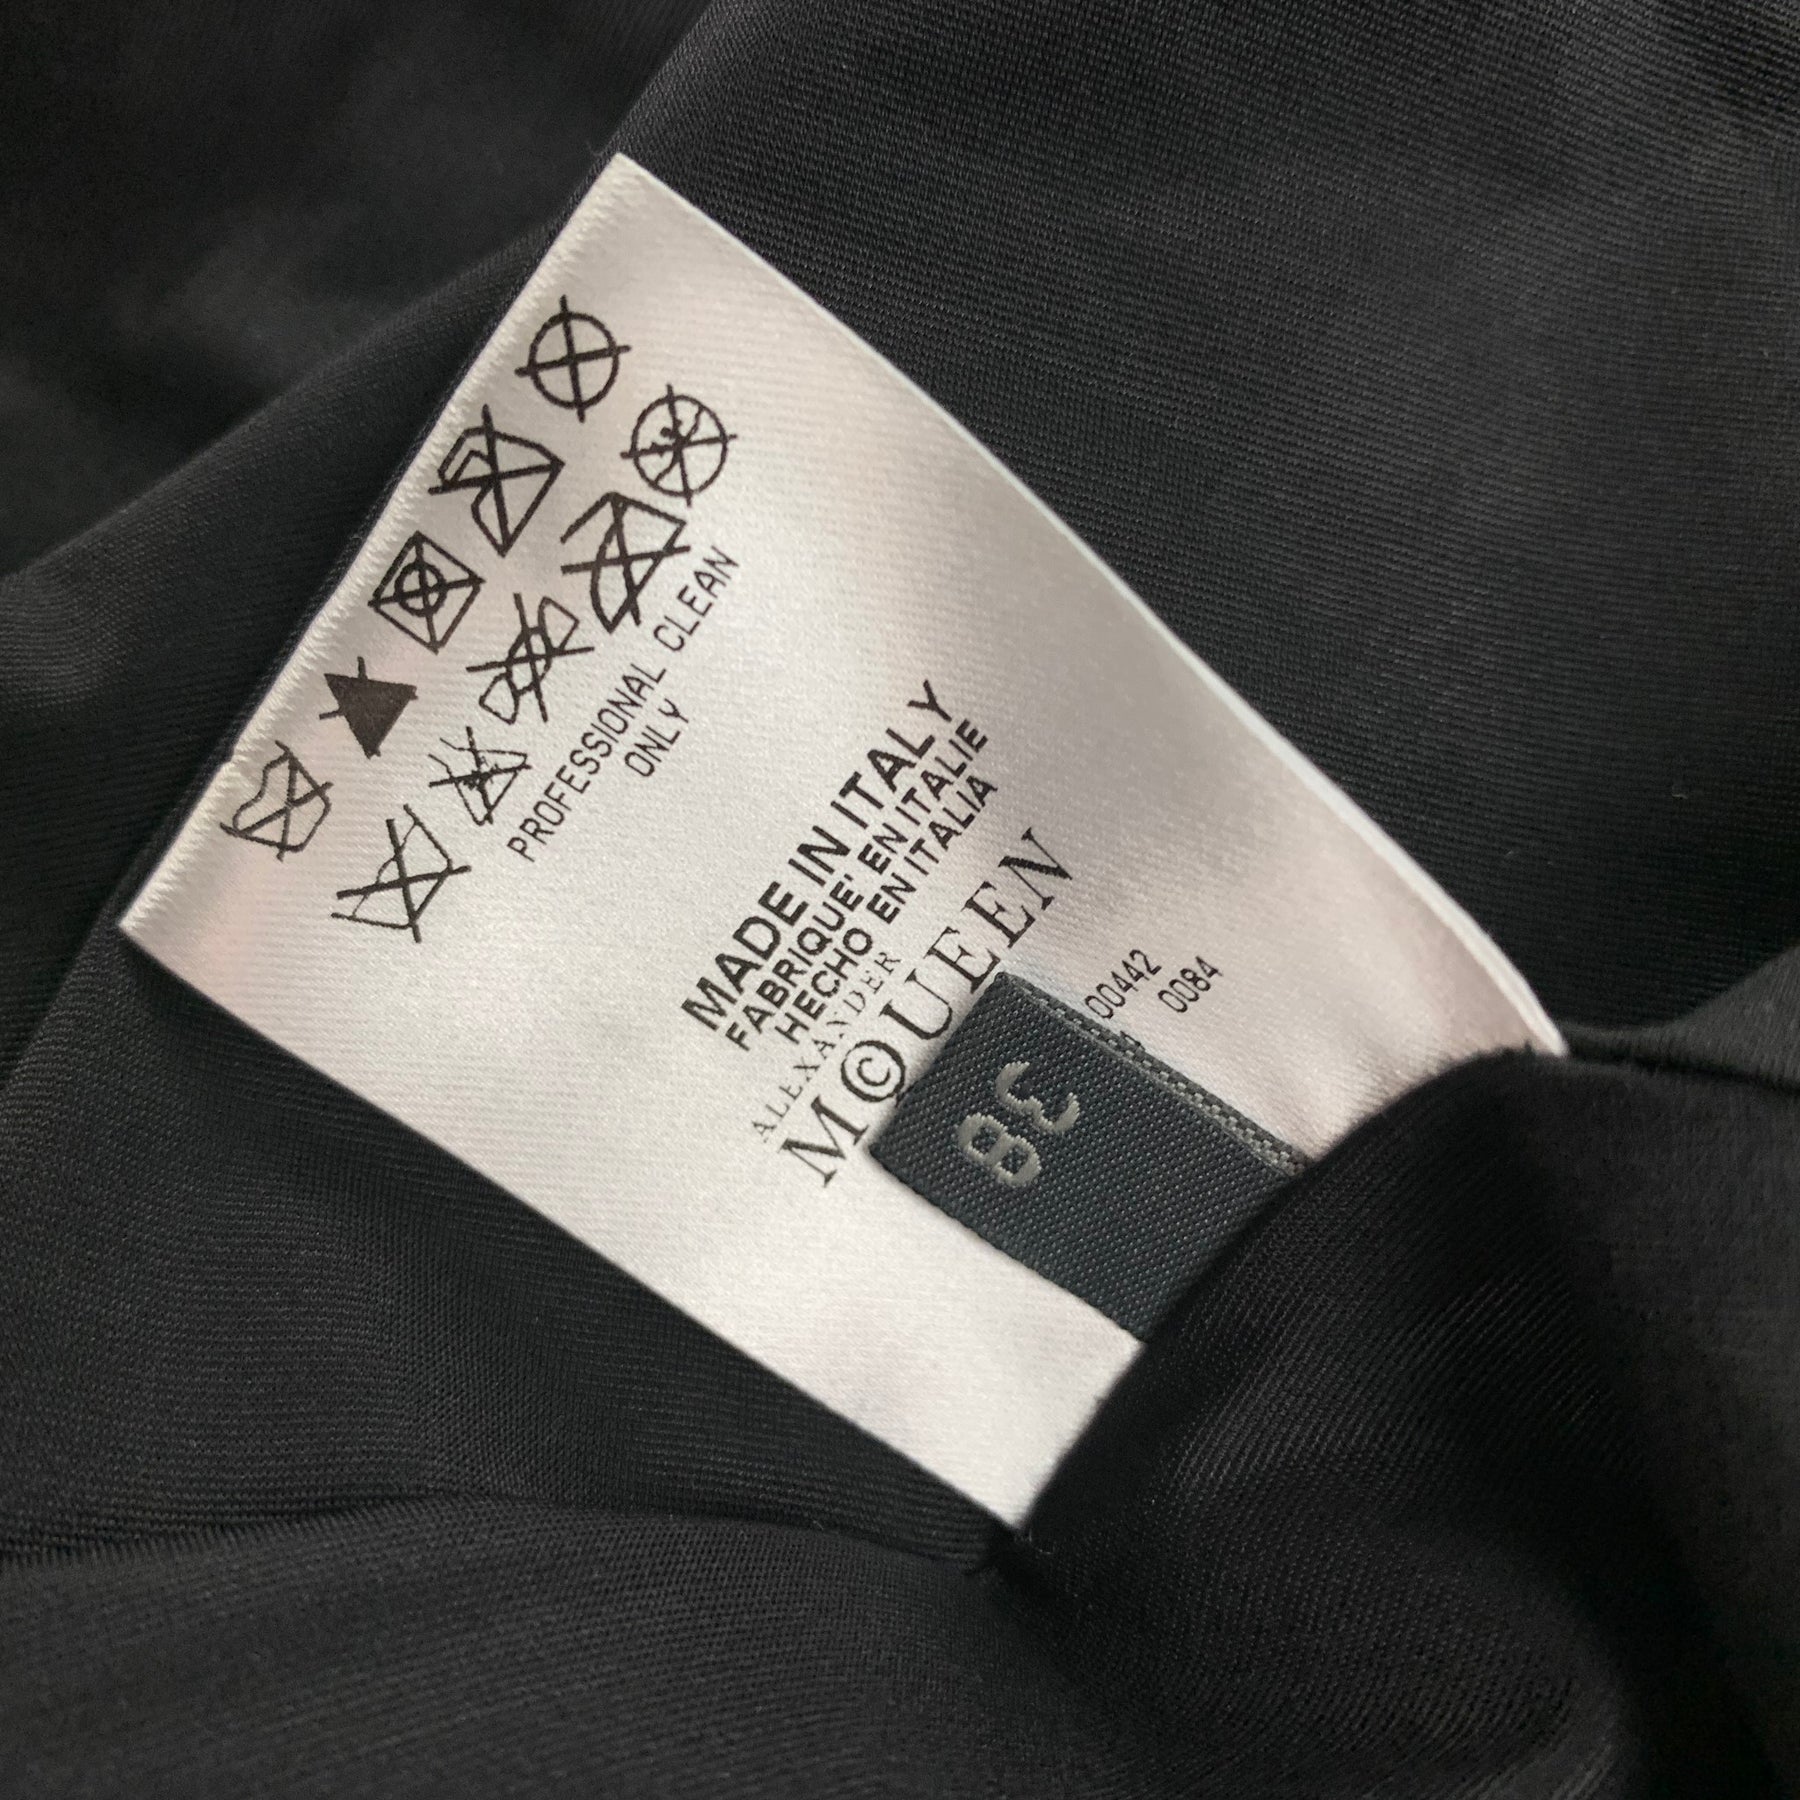 PROFESSIONAL CLEAN
ONLY
MADE IN ITALY
FABRIQUE' EN ITALIE
HECHO EN ITALIA
ALEXANDER
MCQUEEN
00442
0084
38